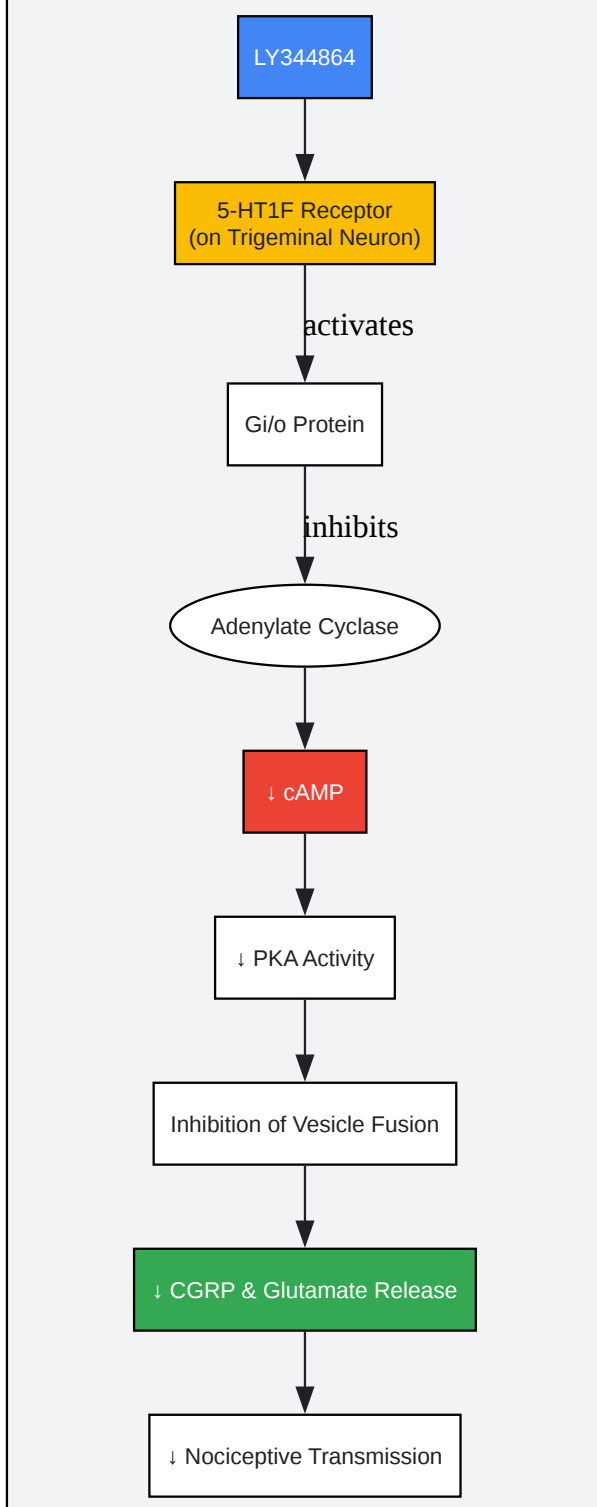 LY344864
5-HT1F Receptor
(on Trigeminal Neuron)
activates
Gi/o Protein
inhibits
Adenylate Cyclase
↓ cAMP
↓ PKA Activity
Inhibition of Vesicle Fusion
↓ CGRP & Glutamate Release
↓ Nociceptive Transmission